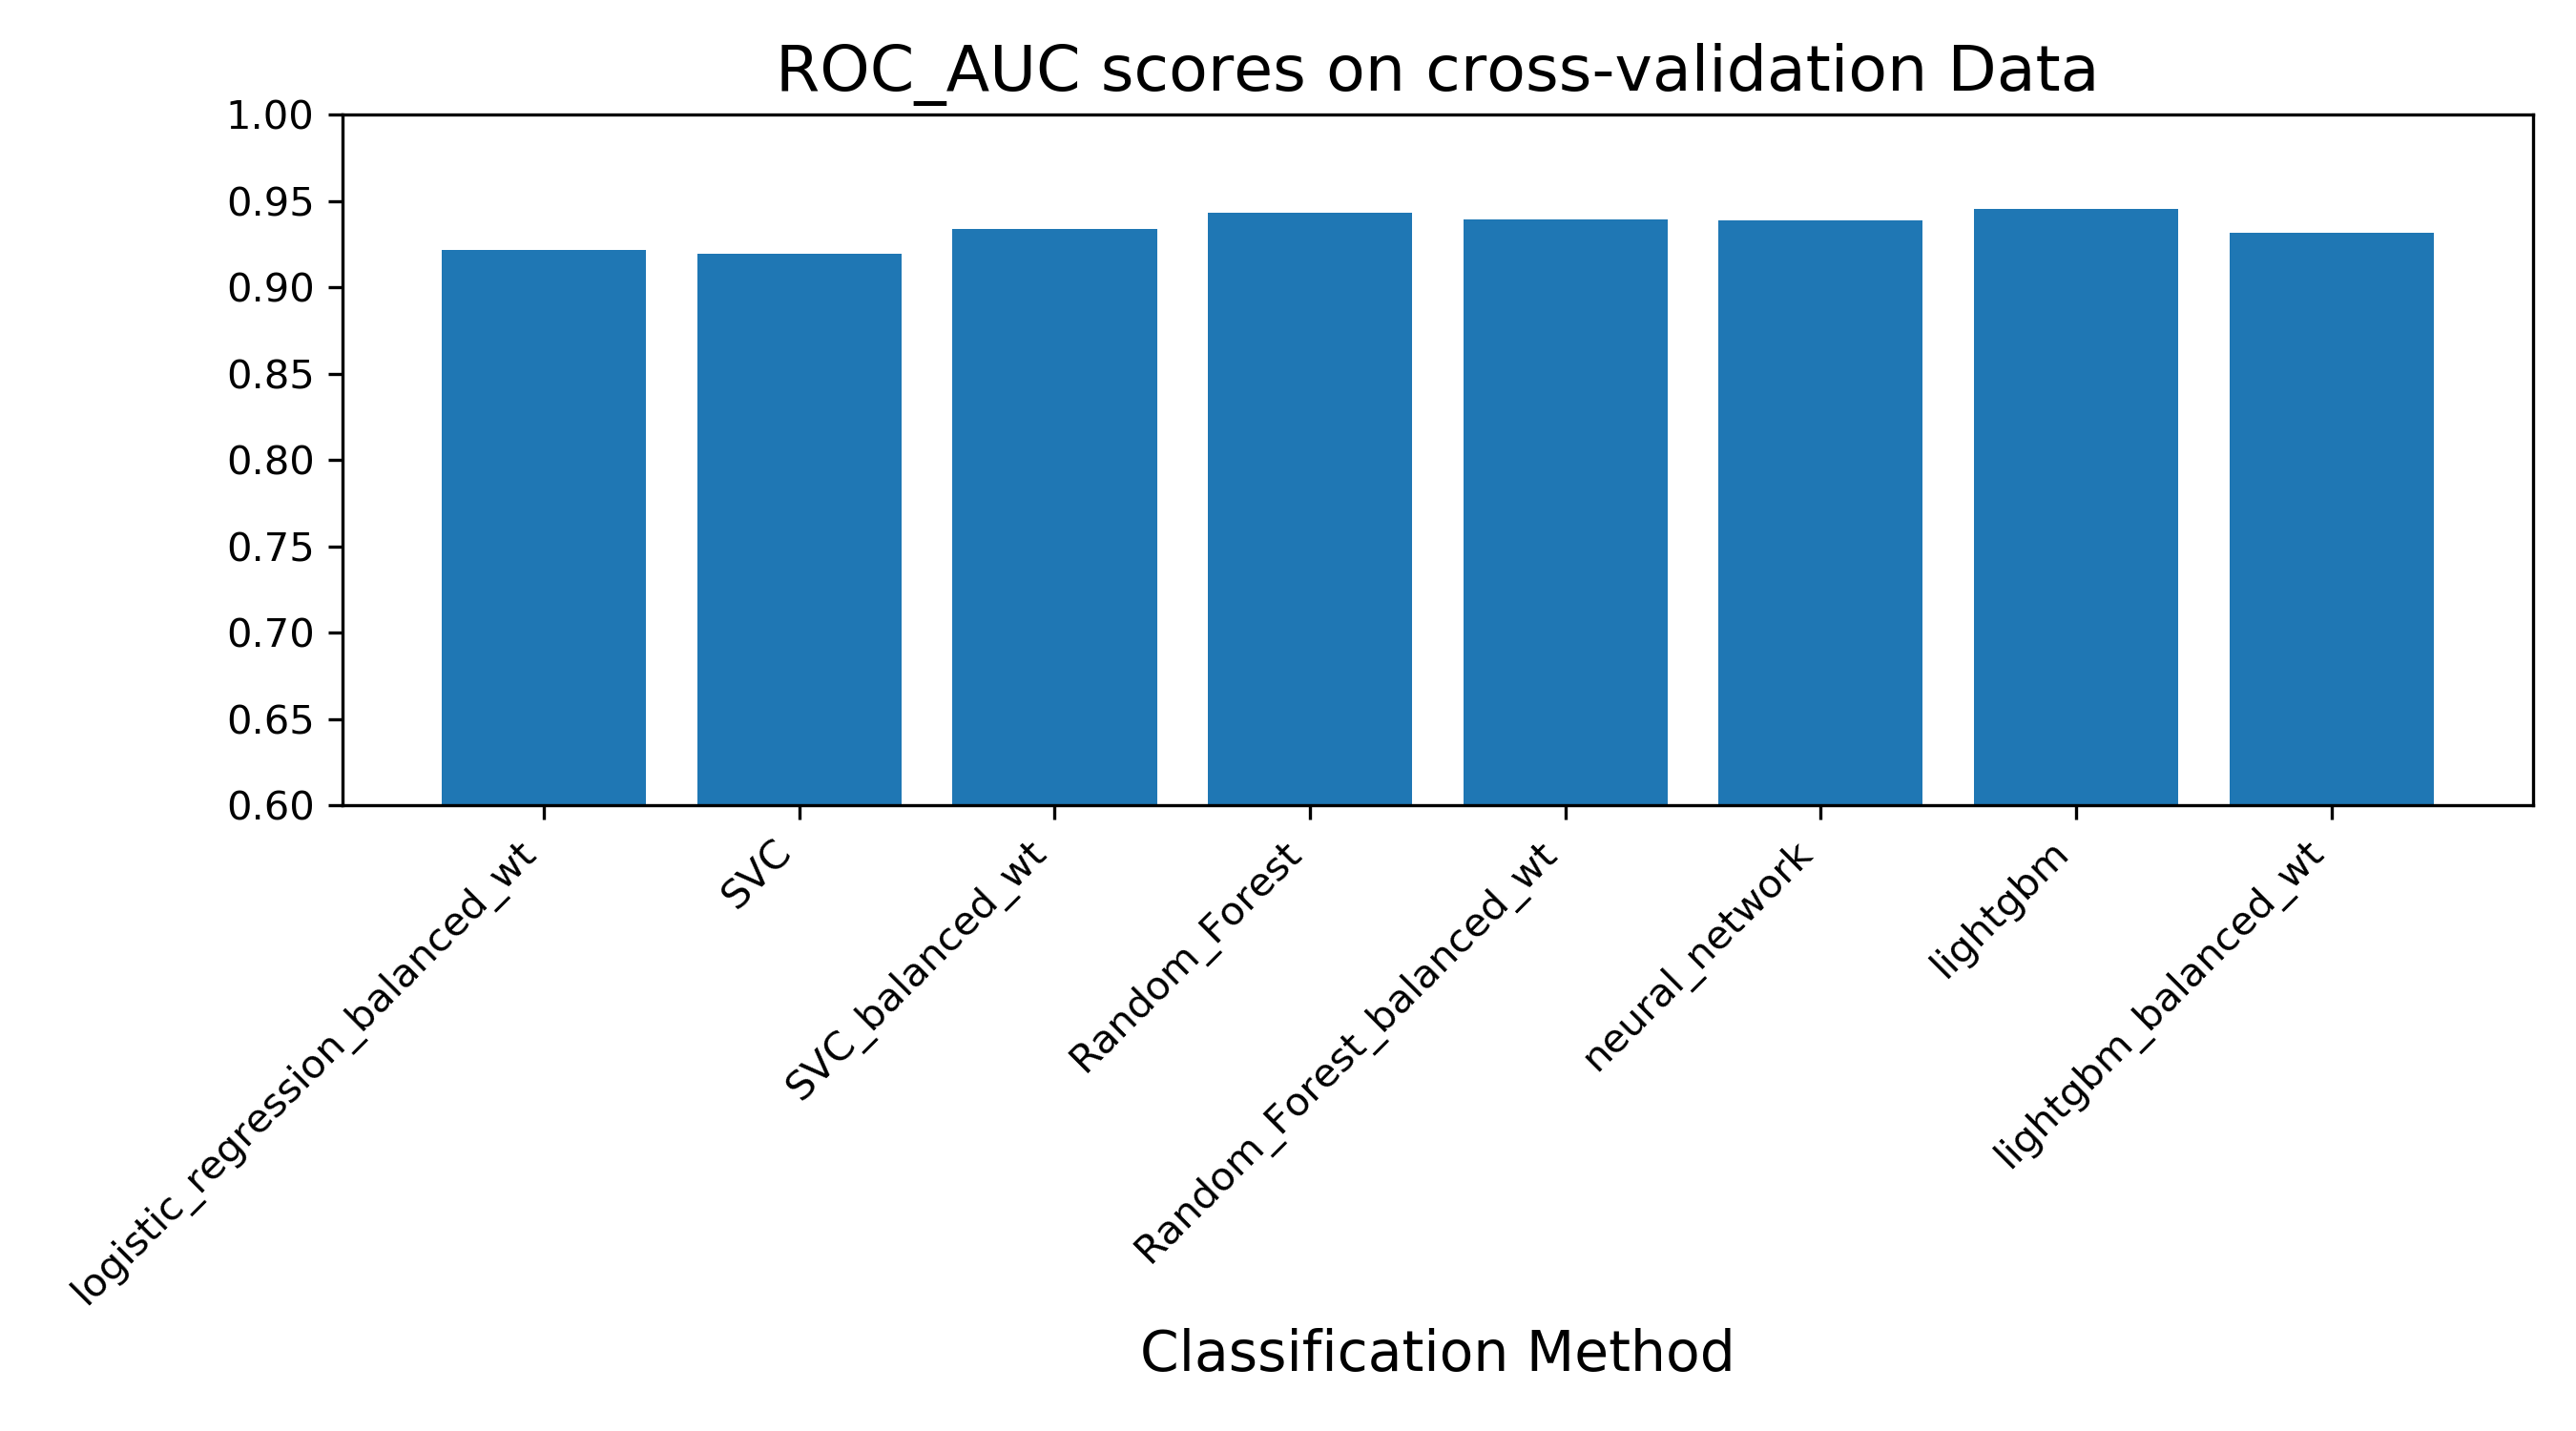 ROC_AUC scores on cross-validation Data
1.00
0.95
0.90
0.85
0.80
0.75
0.70
0.65
0.60
logistic_regression_balanced_wt
SVC
SVC_balanced_wt
Random_Forest
Random_Forest_balanced_wt
neural_network
lightgbm
lightgbm_balanced_wt
Classification Method